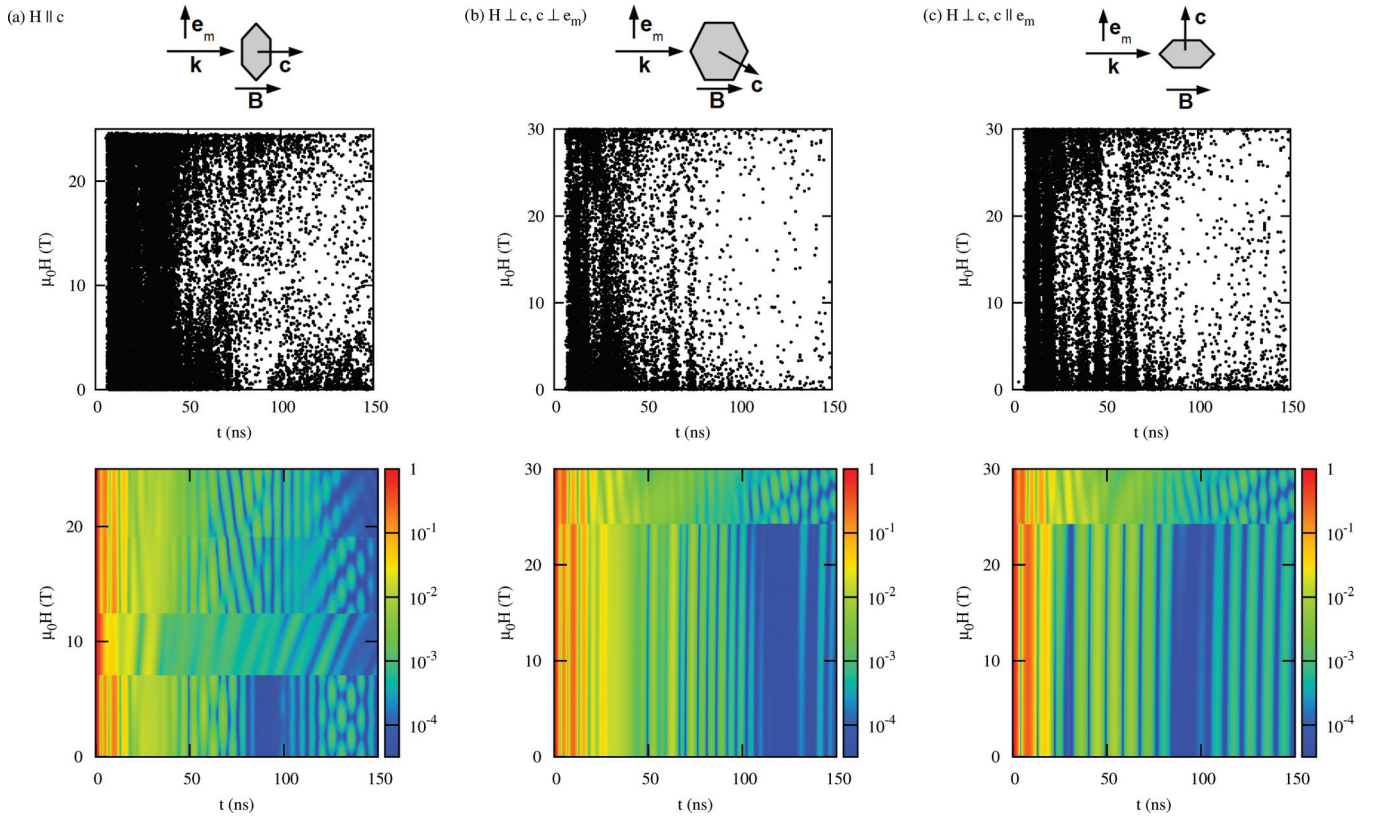 (a) H || c
e_m
k
c
B
(b) H ⊥ c, c ⊥ e_m)
e_m
k
c
B
(c) H ⊥ c, c || e_m
e_m
k
c
B
μ₀H (T)
20
10
0
0 50 100 150
t (ns)
μ₀H (T)
30
20
10
0
0 50 100 150
t (ns)
μ₀H (T)
30
20
10
0
0 50 100 150
t (ns)
μ₀H (T)
20
10
0
0 50 100 150
t (ns)
1
10⁻¹
10⁻²
10⁻³
10⁻⁴
μ₀H (T)
30
20
10
0
0 50 100 150
t (ns)
1
10⁻¹
10⁻²
10⁻³
10⁻⁴
μ₀H (T)
30
20
10
0
0 50 100 150
t (ns)
1
10⁻¹
10⁻²
10⁻³
10⁻⁴